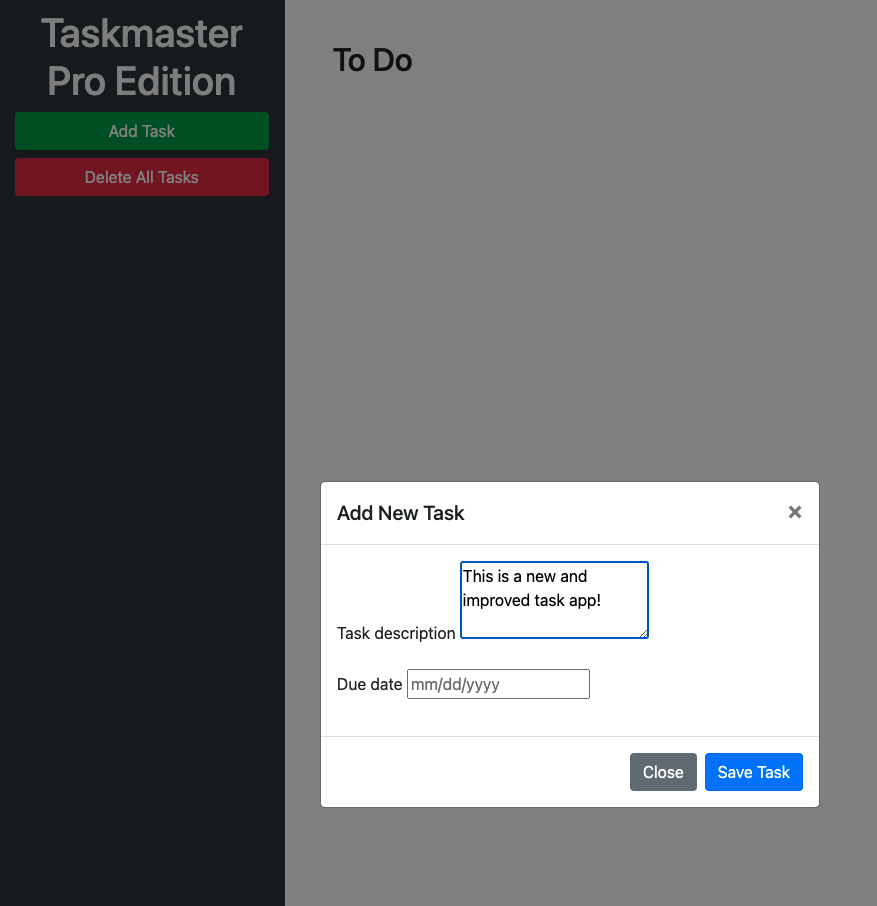 Taskmaster
Pro Edition
Add Task
Delete All Tasks
To Do
Add New Task
×
This is a new and
improved task app!
Task description
Due date mm/dd/yyyy
Close Save Task